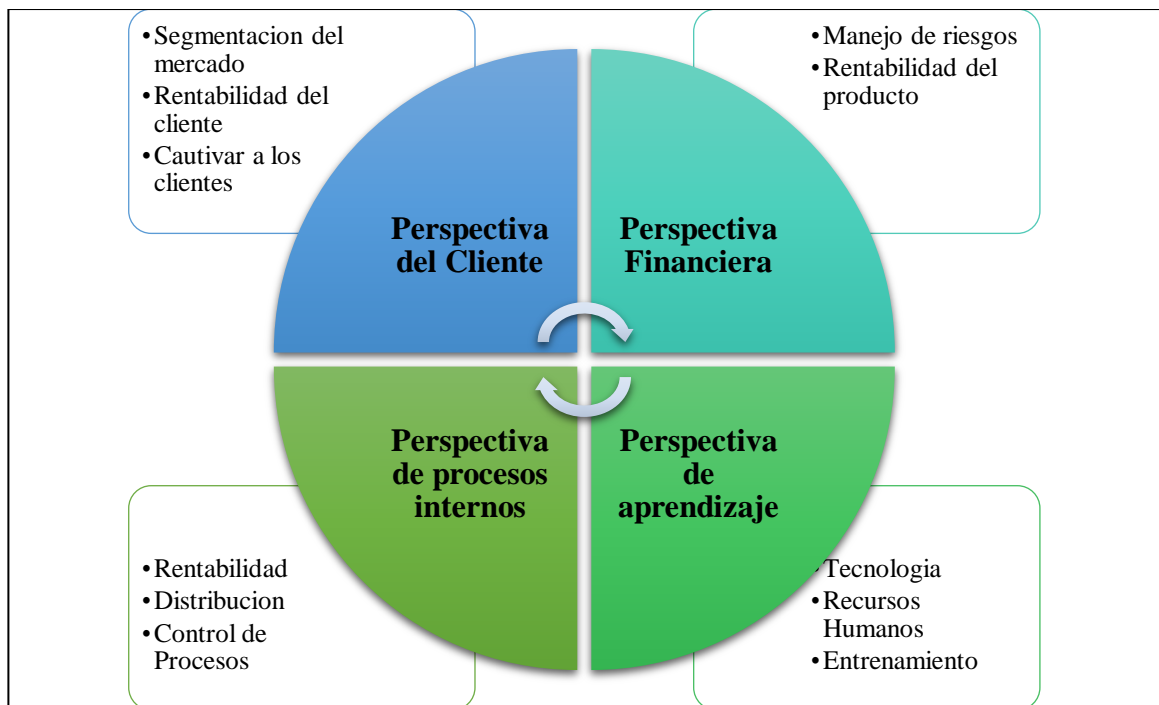 • Segmentacion del
mercado
• Rentabilidad del
cliente
• Cautivar a los
clientes
• Manejo de riesgos
• Rentabilidad del
producto
Perspectiva
del Cliente
Perspectiva
Financiera
Perspectiva
de procesos
internos
Perspectiva
de
aprendizaje
• Rentabilidad
• Distribucion
• Control de
Procesos
• Tecnologia
• Recursos
Humanos
• Entrenamiento